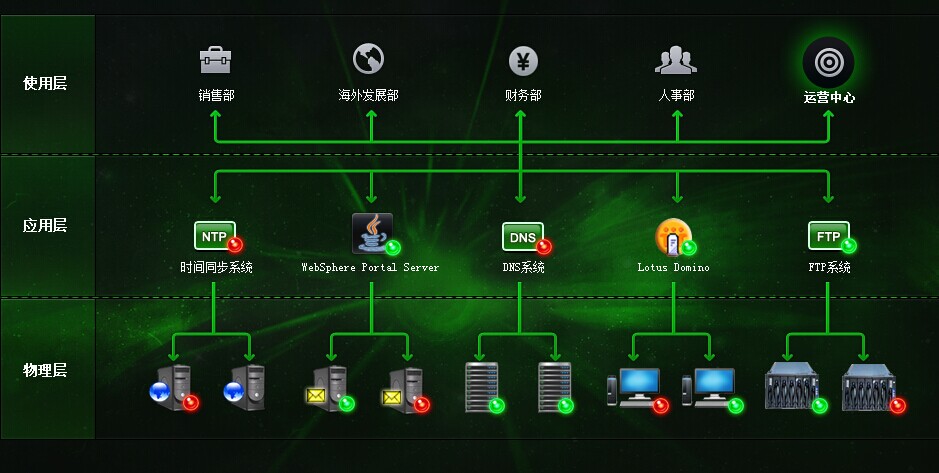 使用层
销售部
海外发展部
¥
财务部
人事部
运营中心
应用层
NTP
时间同步系统
WebSphere Portal Server
DNS
DNS系统
Lotus Domino
FTP
FTP系统
物理层